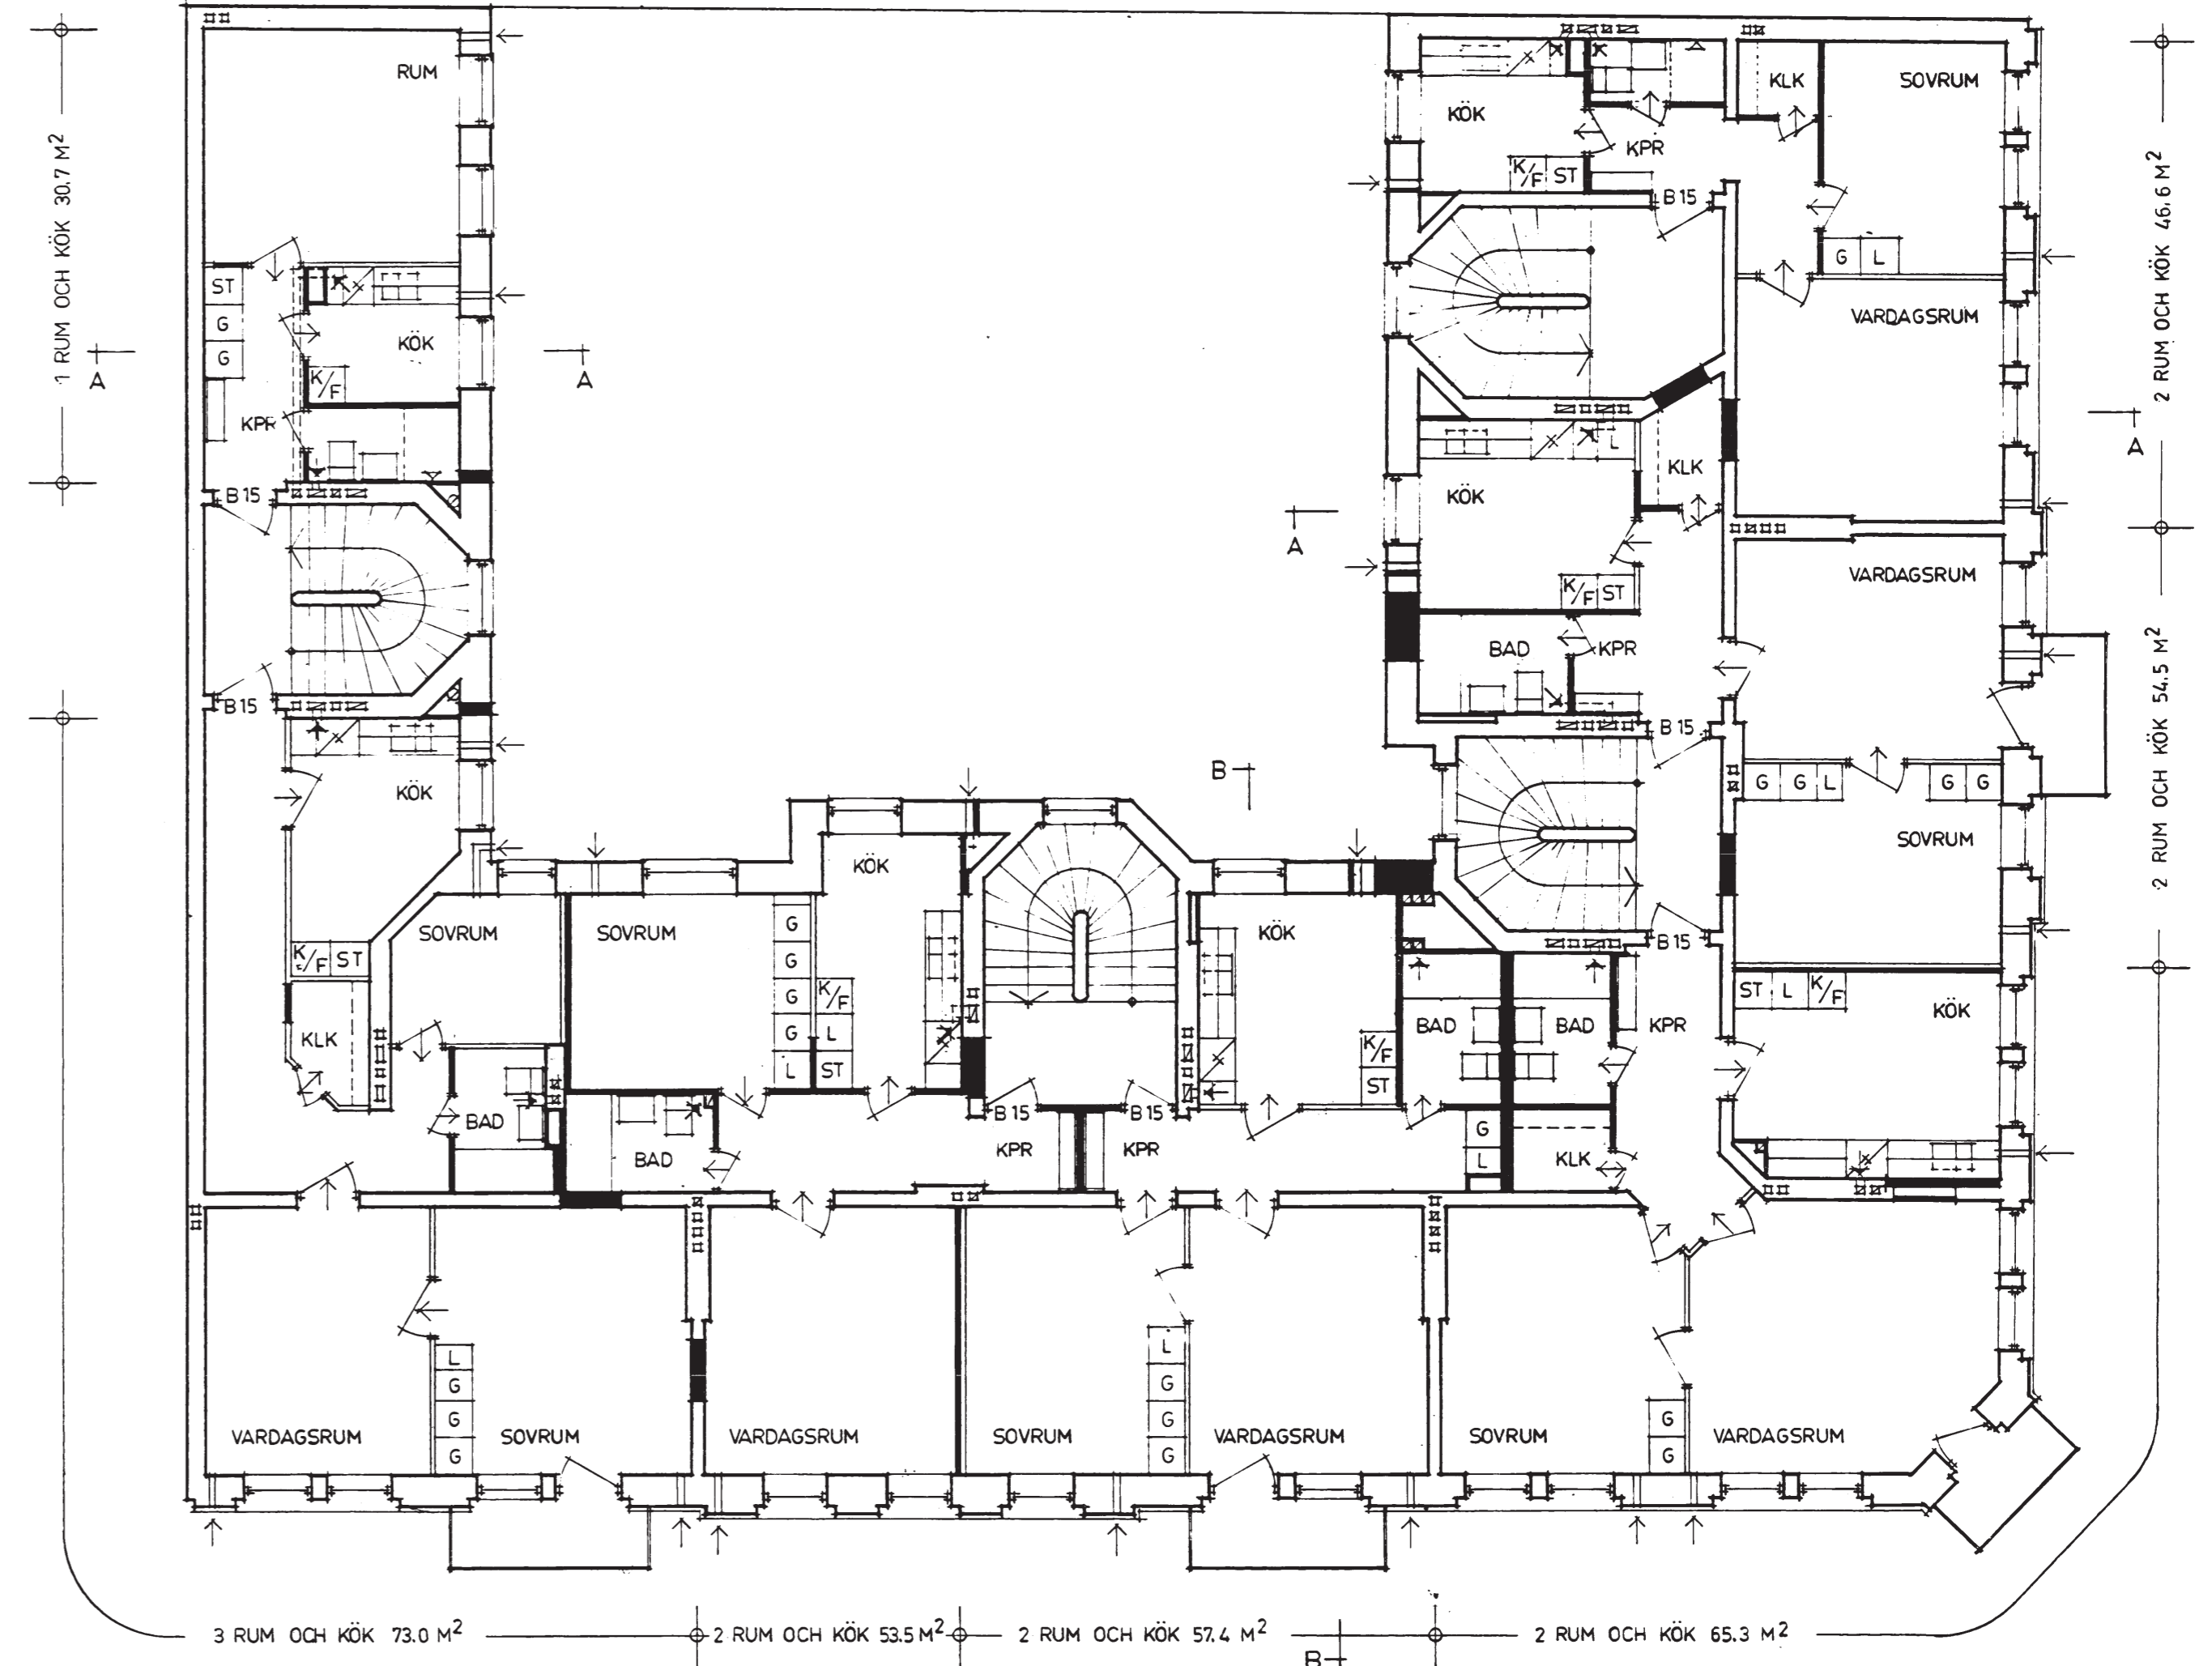 RUM
KÖK
KLK
SOVRUM
KPR
1 RUM OCH KÖK 30.7 M²
2 RUM OCH KÖK 46.6 M²
K/F ST
B 15
G L
ST
G
G
KÖK
K/F
KPR
A
A
VARDAGSRUM
A
L
KLK
KÖK
A
B 15
VARDAGSRUM
K/F ST
BAD
KPR
B 15
B 15
KÖK
B
G G L
G G
SOVRUM
2 RUM OCH KÖK 54.5 M²
KÖK
SOVRUM
SOVRUM
G
G
G
G
L
K/F
L
ST
KÖK
B 15
K/F ST
KLK
BAD
BAD
B 15
B 15
KPR
KPR
K/F
ST
BAD
BAD
KPR
G
L
KLK
ST L K/F
KÖK
L
G
G
G
VARDAGSRUM
SOVRUM
VARDAGSRUM
SOVRUM
L
G
G
G
VARDAGSRUM
SOVRUM
G
G
VARDAGSRUM
3 RUM OCH KÖK 73.0 M²
2 RUM OCH KÖK 53.5 M²
2 RUM OCH KÖK 57.4 M²
2 RUM OCH KÖK 65.3 M²
B